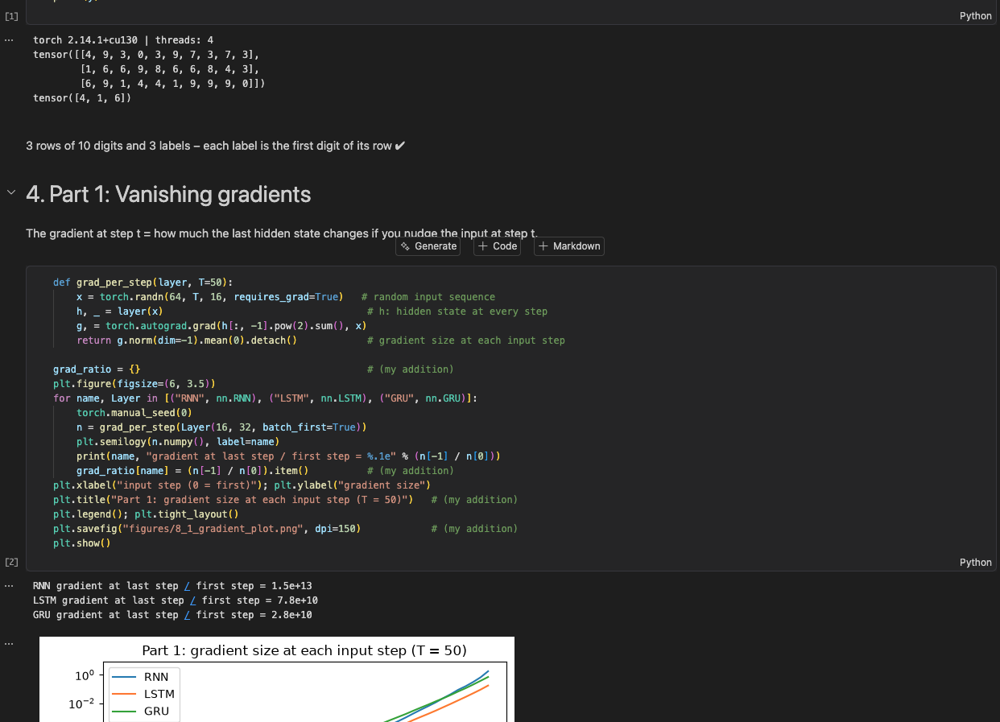 [1]
Python
torch 2.14.1+cu130 | threads: 4
tensor([[4, 9, 3, 0, 3, 9, 7, 3, 7, 3],
        [1, 6, 6, 9, 8, 6, 6, 8, 4, 3],
        [6, 9, 1, 4, 4, 1, 9, 9, 9, 0]])
tensor([4, 1, 6])
3 rows of 10 digits and 3 labels – each label is the first digit of its row ✔
4. Part 1: Vanishing gradients
The gradient at step t = how much the last hidden state changes if you nudge the input at step t.
Generate + Code + Markdown
def grad_per_step(layer, T=50):
    x = torch.randn(64, T, 16, requires_grad=True)   # random input sequence
    h, _ = layer(x)                                   # h: hidden state at every step
    g, = torch.autograd.grad(h[:, -1].pow(2).sum(), x)
    return g.norm(dim=-1).mean(0).detach()            # gradient size at each input step
grad_ratio = {}                                       # (my addition)
plt.figure(figsize=(6, 3.5))
for name, Layer in [("RNN", nn.RNN), ("LSTM", nn.LSTM), ("GRU", nn.GRU)]:
    torch.manual_seed(0)
    n = grad_per_step(Layer(16, 32, batch_first=True))
    plt.semilogy(n.numpy(), label=name)
    print(name, "gradient at last step / first step = %.1e" % (n[-1] / n[0]))
    grad_ratio[name] = (n[-1] / n[0]).item()          # (my addition)
plt.xlabel("input step (0 = first)"); plt.ylabel("gradient size")
plt.title("Part 1: gradient size at each input step (T = 50)")   # (my addition)
plt.legend(); plt.tight_layout()
plt.savefig("figures/8_1_gradient_plot.png", dpi=150)            # (my addition)
plt.show()
[2]
Python
RNN gradient at last step / first step = 1.5e+13
LSTM gradient at last step / first step = 7.8e+10
GRU gradient at last step / first step = 2.8e+10
Part 1: gradient size at each input step (T = 50)
10⁰
RNN
LSTM
10⁻²
GRU